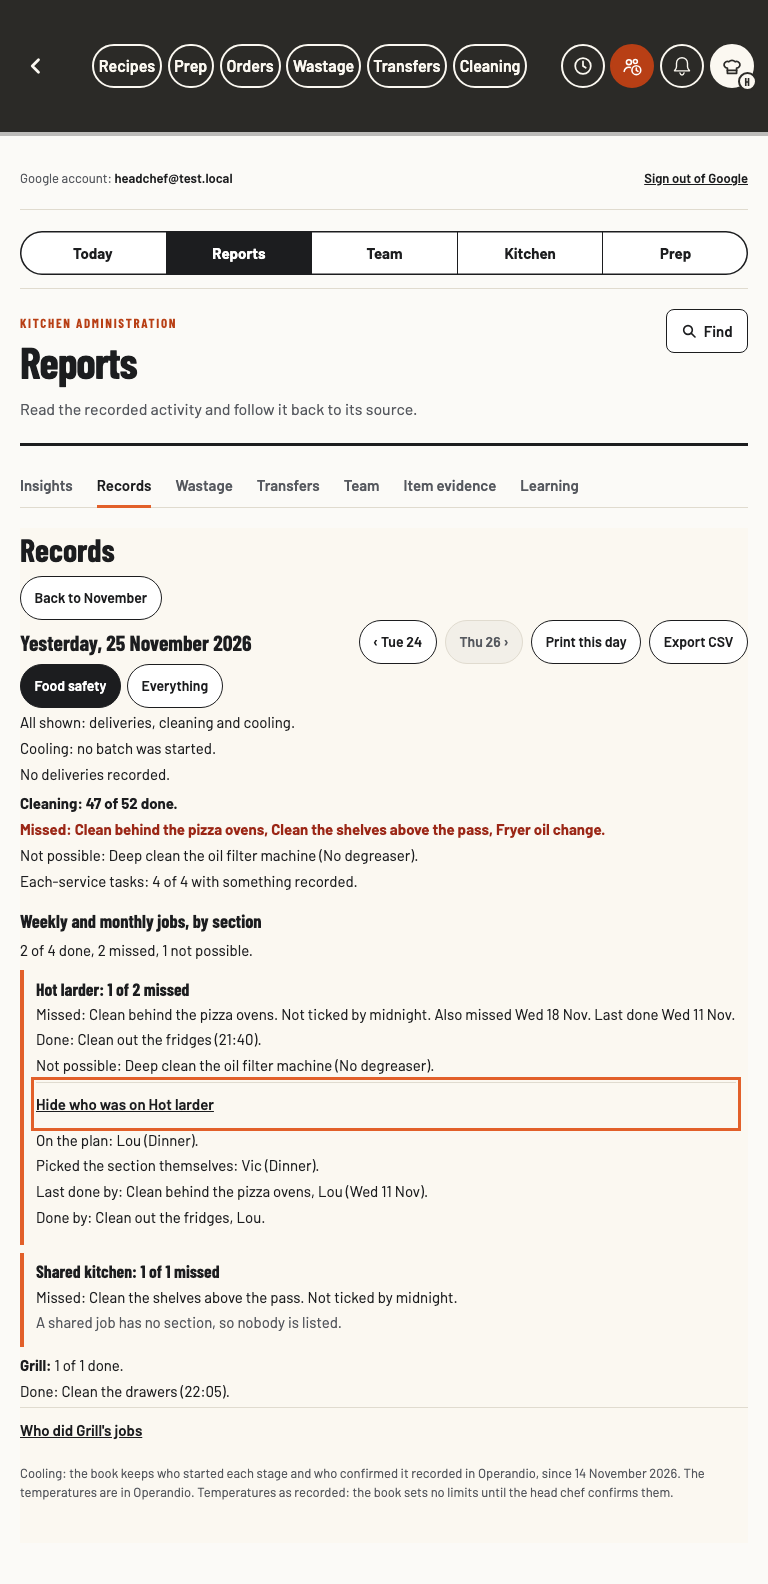 Recipes
Prep
Orders
Wastage
Transfers
Cleaning
H
Google account: headchef@test.local
Sign out of Google
Today
Reports
Team
Kitchen
Prep
KITCHEN ADMINISTRATION
Find
Reports
Read the recorded activity and follow it back to its source.
Insights
Records
Wastage
Transfers
Team
Item evidence
Learning
Records
Back to November
Yesterday, 25 November 2026
‹ Tue 24
Thu 26 ›
Print this day
Export CSV
Food safety
Everything
All shown: deliveries, cleaning and cooling.
Cooling: no batch was started.
No deliveries recorded.
Cleaning: 47 of 52 done.
Missed: Clean behind the pizza ovens, Clean the shelves above the pass, Fryer oil change.
Not possible: Deep clean the oil filter machine (No degreaser).
Each-service tasks: 4 of 4 with something recorded.
Weekly and monthly jobs, by section
2 of 4 done, 2 missed, 1 not possible.
Hot larder: 1 of 2 missed
Missed: Clean behind the pizza ovens. Not ticked by midnight. Also missed Wed 18 Nov. Last done Wed 11 Nov.
Done: Clean out the fridges (21:40).
Not possible: Deep clean the oil filter machine (No degreaser).
Hide who was on Hot larder
On the plan: Lou (Dinner).
Picked the section themselves: Vic (Dinner).
Last done by: Clean behind the pizza ovens, Lou (Wed 11 Nov).
Done by: Clean out the fridges, Lou.
Shared kitchen: 1 of 1 missed
Missed: Clean the shelves above the pass. Not ticked by midnight.
A shared job has no section, so nobody is listed.
Grill: 1 of 1 done.
Done: Clean the drawers (22:05).
Who did Grill's jobs
Cooling: the book keeps who started each stage and who confirmed it recorded in Operandio, since 14 November 2026. The
temperatures are in Operandio. Temperatures as recorded: the book sets no limits until the head chef confirms them.